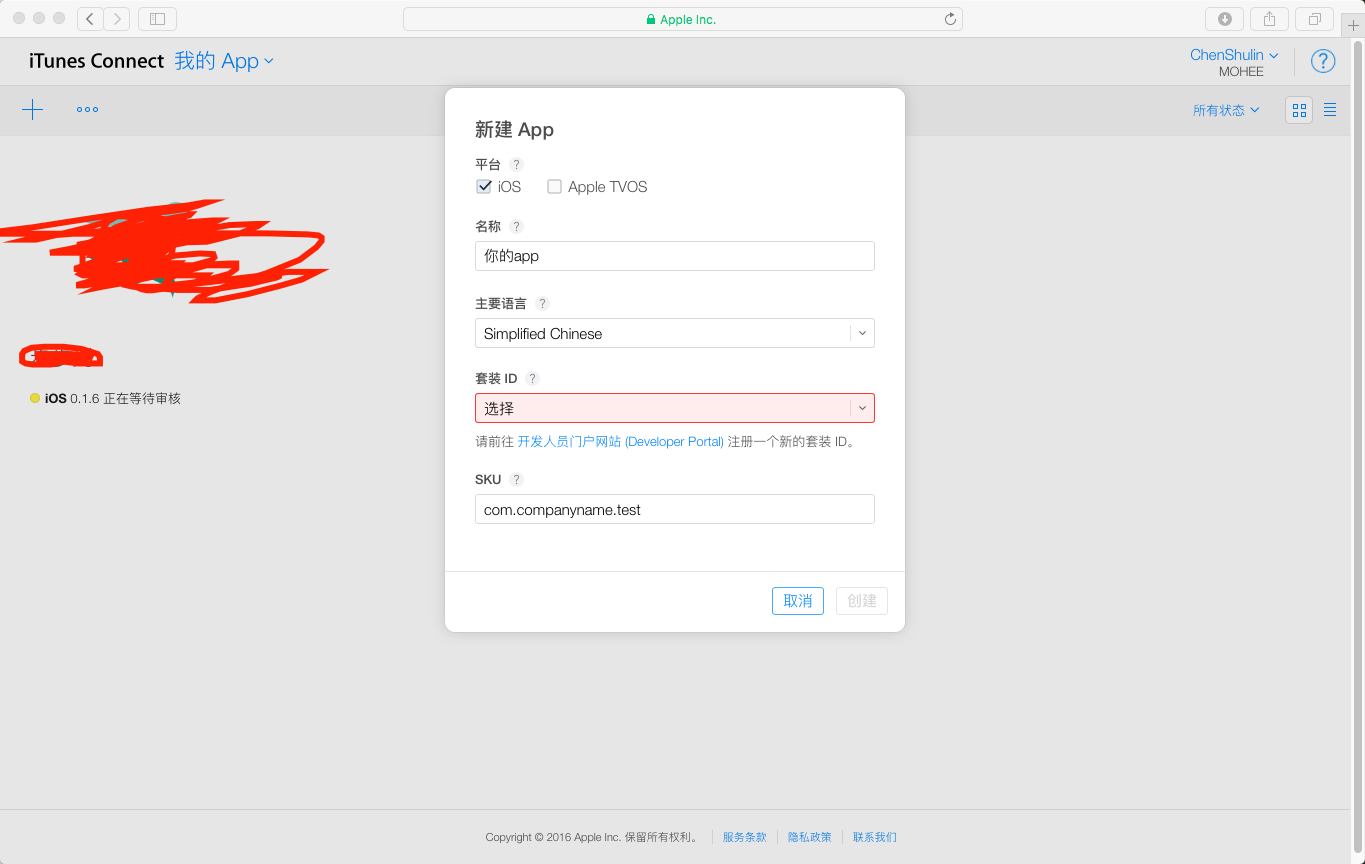 Apple Inc.
iTunes Connect 我的 App
ChenShulin
MOHEE
?
所有状态
新建 App
平台 ?
iOS Apple TVOS
名称 ?
你的app
主要语言 ?
Simplified Chinese
套装 ID ?
选择
请前往 开发人员门户网站 (Developer Portal) 注册一个新的套装 ID。
SKU ?
com.companyname.test
取消 创建
iOS 0.1.6 正在等待审核
Copyright © 2016 Apple Inc. 保留所有权利。 服务条款 隐私政策 联系我们